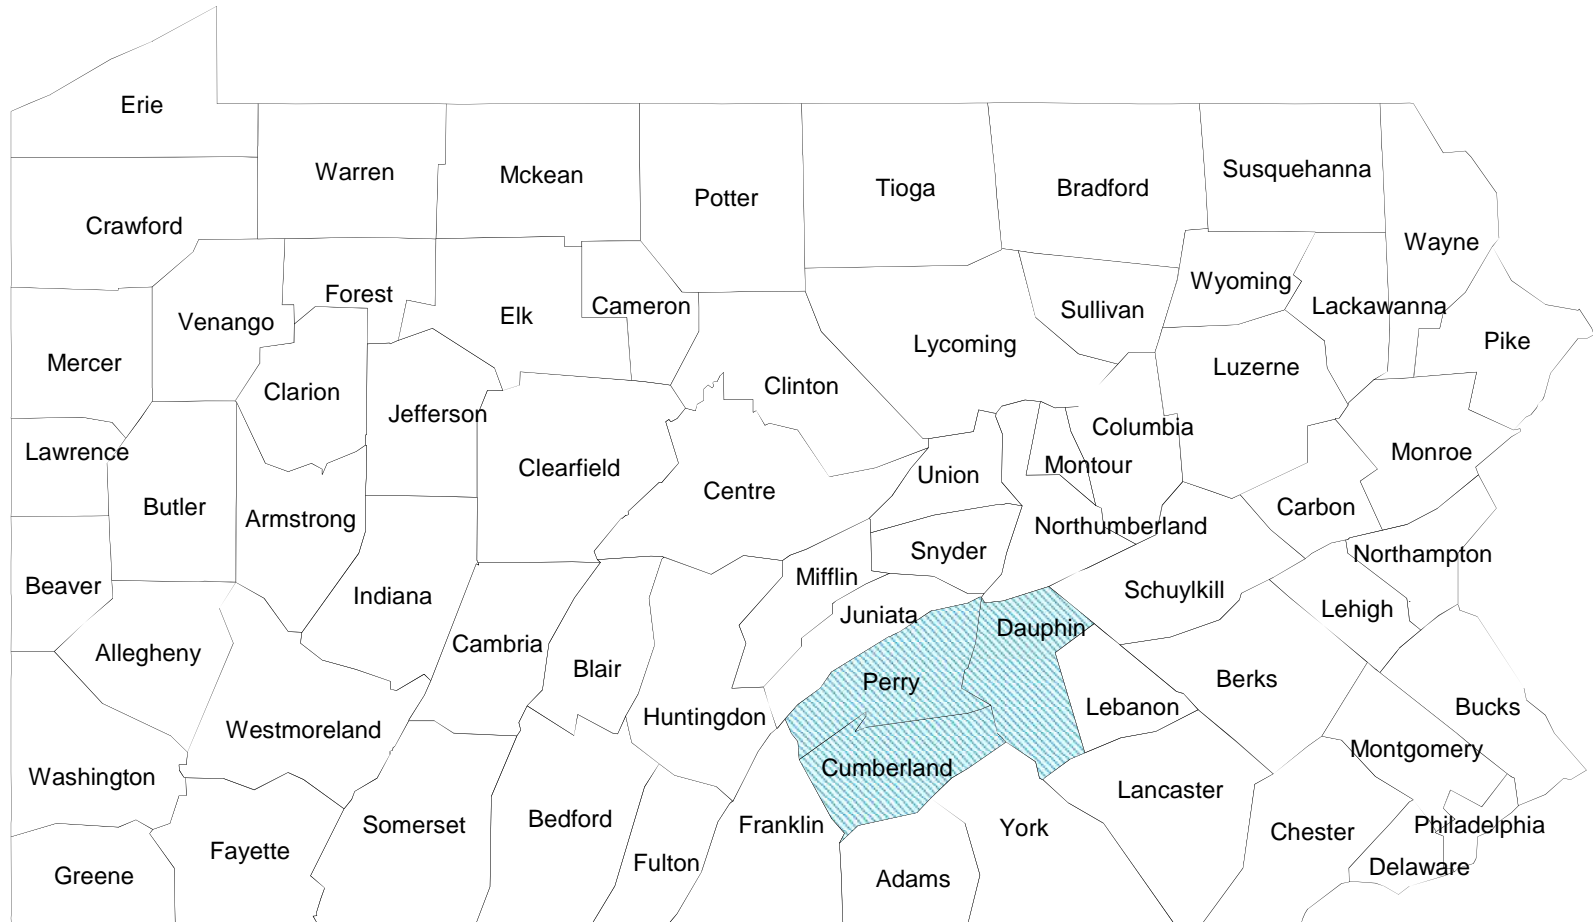 Erie
Warren
Mckean
Potter
Tioga
Bradford
Susquehanna
Crawford
Wayne
Forest
Venango
Elk
Cameron
Sullivan
Wyoming
Lackawanna
Mercer
Lycoming
Pike
Clarion
Clinton
Luzerne
Jefferson
Lawrence
Columbia
Clearfield
Centre
Union
Montour
Monroe
Butler
Armstrong
Northumberland
Carbon
Snyder
Northampton
Beaver
Indiana
Mifflin
Schuylkill
Lehigh
Juniata
Dauphin
Allegheny
Cambria
Blair
Perry
Berks
Westmoreland
Huntingdon
Lebanon
Bucks
Montgomery
Washington
Cumberland
Lancaster
Somerset
Bedford
Franklin
York
Chester
Philadelphia
Greene
Fayette
Fulton
Adams
Delaware